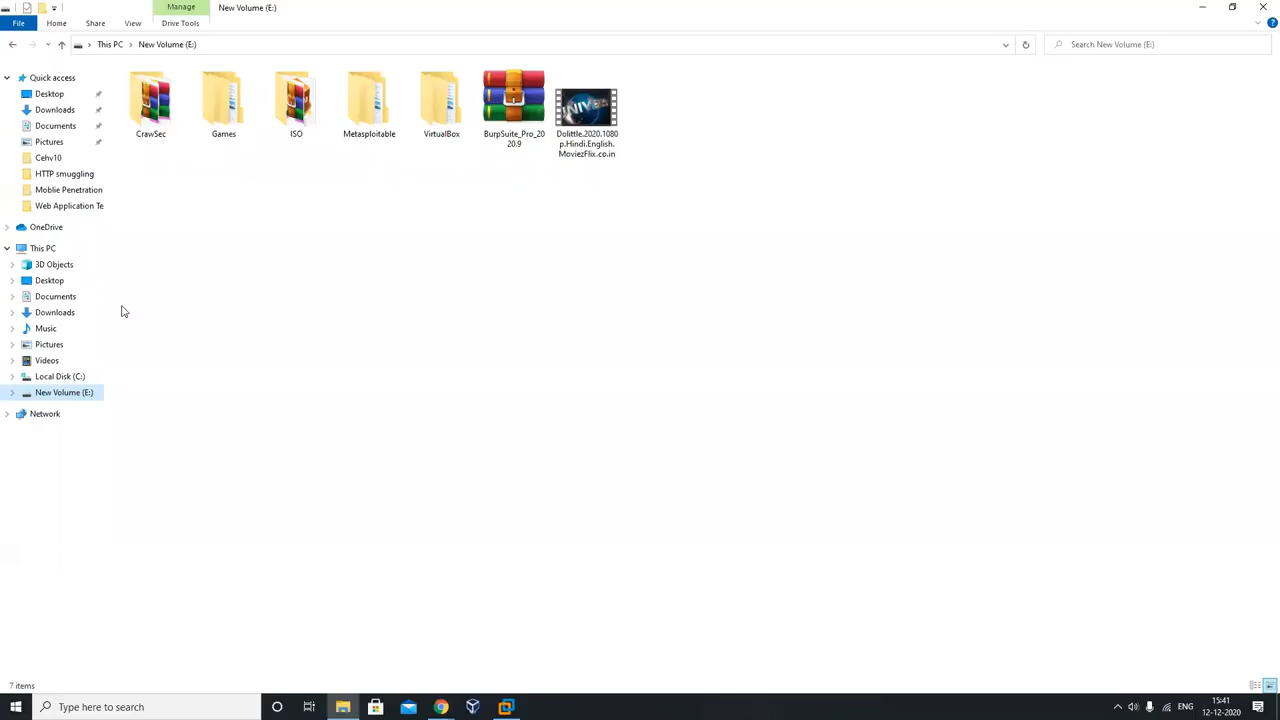 Manage
New Volume (E:)
File
Home
Share
View
Drive Tools
This PC
New Volume (E:)
Search New Volume (E:)
Quick access
Desktop
Downloads
Documents
Pictures
Cehv10
HTTP smuggling
Moblie Penetration
Web Application Te
OneDrive
This PC
3D Objects
Desktop
Documents
Downloads
Music
Pictures
Videos
Local Disk (C:)
New Volume (E:)
Network
CrawSec
Games
ISO
Metasploitable
VirtualBox
BurpSuite_Pro_20
20.9
Dolittle.2020.1080
p.Hindi.English.
MoviezFlix.co.in
UNIVER
7 items
Type here to search
ENG
15:41
12-12-2020